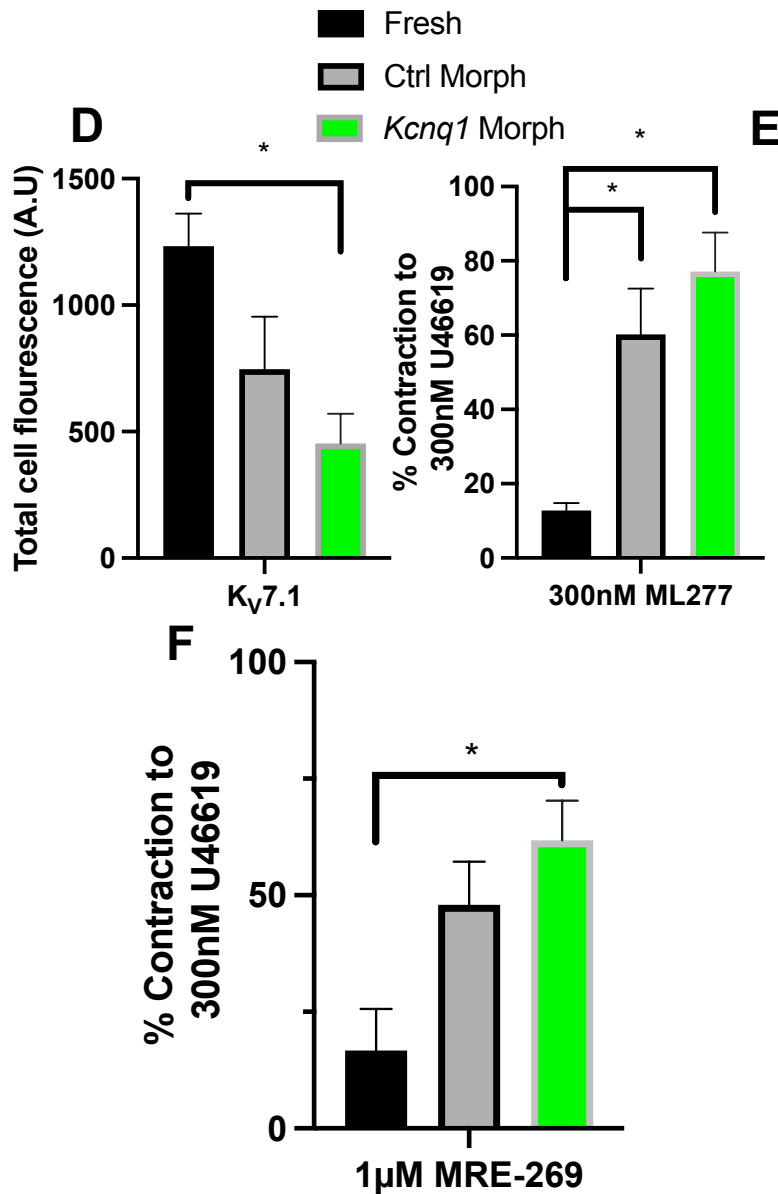 Fresh
Ctrl Morph
Kcnq1 Morph
D
*
Total cell flourescence (A.U)
1500
1000
500
0
KV7.1
E
*
*
% Contraction to
300nM U46619
100
80
60
40
20
0
300nM ML277
F
*
% Contraction to
300nM U46619
100
50
0
1µM MRE-269